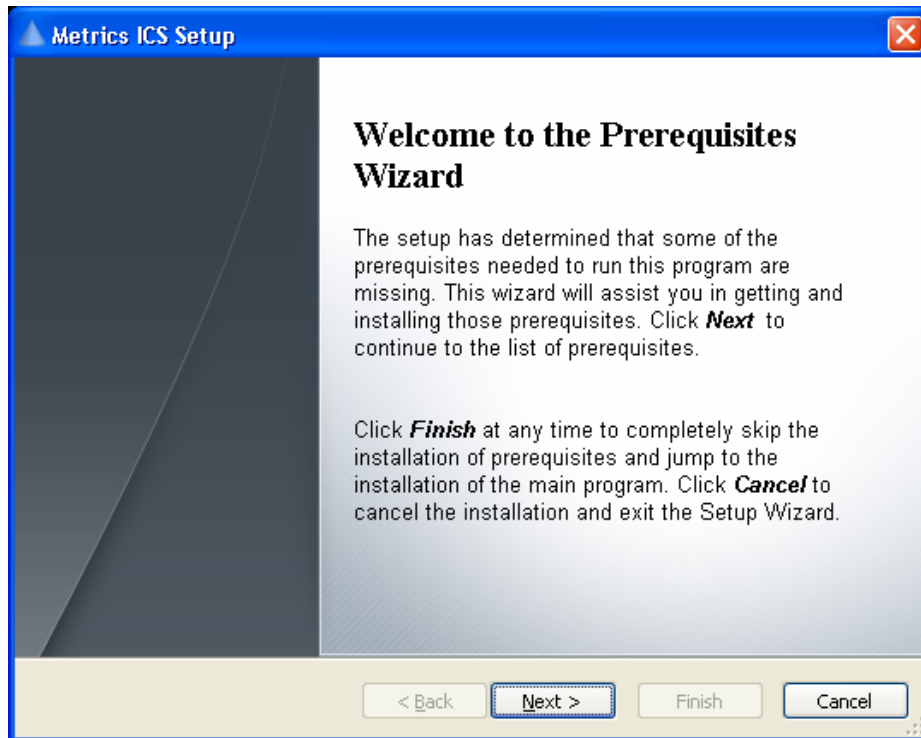 Metrics ICS Setup
Welcome to the Prerequisites
Wizard
The setup has determined that some of the
prerequisites needed to run this program are
missing. This wizard will assist you in getting and
installing those prerequisites. Click Next to
continue to the list of prerequisites.
Click Finish at any time to completely skip the
installation of prerequisites and jump to the
installation of the main program. Click Cancel to
cancel the installation and exit the Setup Wizard.
< Back Next > Finish Cancel